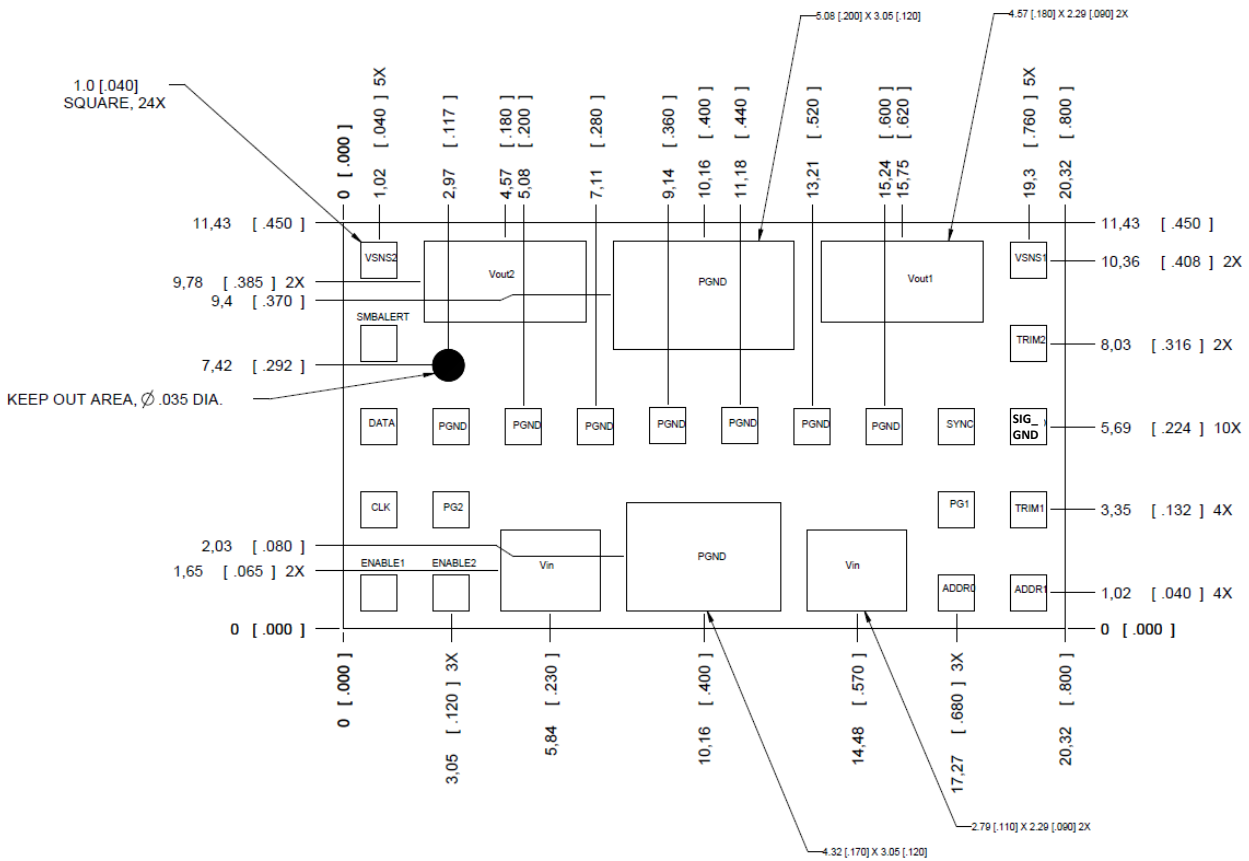 5.08 [.200] X 3.05 [.120]
4.57 [.180] X 2.29 [.090] 2X
1.0 [.040]
SQUARE, 24X
0 [ .000 ]
1,02 [ .040 ] 5X
2,97 [ .117 ]
4,57 [ .180 ]
5,08 [ .200 ]
7,11 [ .280 ]
9,14 [ .360 ]
10,16 [ .400 ]
11,18 [ .440 ]
13,21 [ .520 ]
15,24 [ .600 ]
15,75 [ .620 ]
19,3 [ .760 ] 5X
20,32 [ .800 ]
11,43 [ .450 ]
11,43 [ .450 ]
VSNS2
Vout2
PGND
Vout1
VSNS1
10,36 [ .408 ] 2X
9,78 [ .385 ] 2X
9,4 [ .370 ]
SMBALERT
TRIM2
8,03 [ .316 ] 2X
7,42 [ .292 ]
KEEP OUT AREA, ∅ .035 DIA.
DATA
PGND
PGND
PGND
PGND
PGND
PGND
PGND
SYNC
SIG_
GND
5,69 [ .224 ] 10X
CLK
PG2
PG1
TRIM1
3,35 [ .132 ] 4X
2,03 [ .080 ]
1,65 [ .065 ] 2X
ENABLE1
ENABLE2
Vin
PGND
Vin
ADDR0
ADDR1
1,02 [ .040 ] 4X
0 [ .000 ]
0 [ .000 ]
0 [ .000 ]
3,05 [ .120 ] 3X
5,84 [ .230 ]
10,16 [ .400 ]
14,48 [ .570 ]
17,27 [ .680 ] 3X
20,32 [ .800 ]
2.79 [.110] X 2.29 [.090] 2X
4.32 [.170] X 3.05 [.120]